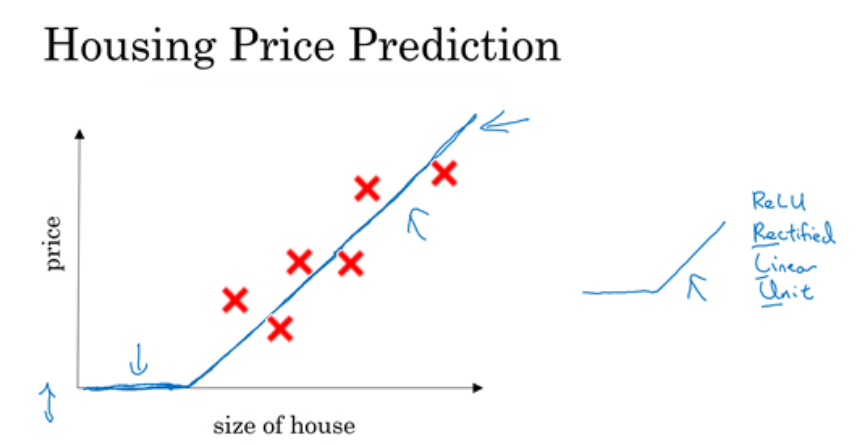 Housing Price Prediction
price
size of house
ReLU
Rectified
Linear
Unit